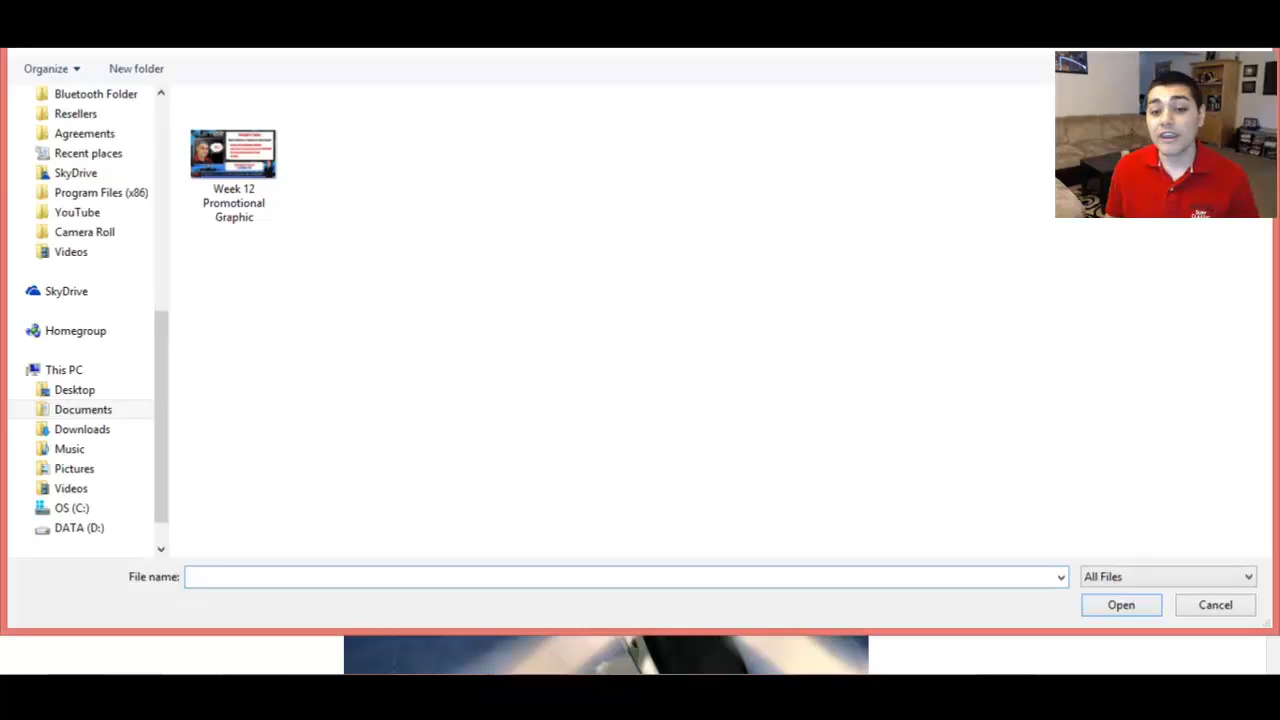 Organize
New folder
Bluetooth Folder
Resellers
Agreements
Recent places
SkyDrive
Program Files (x86)
YouTube
Camera Roll
Videos
SkyDrive
Homegroup
This PC
Desktop
Documents
Downloads
Music
Pictures
Videos
OS (C:)
DATA (D:)
Week 12
Promotional
Graphic
File name:
All Files
Open
Cancel